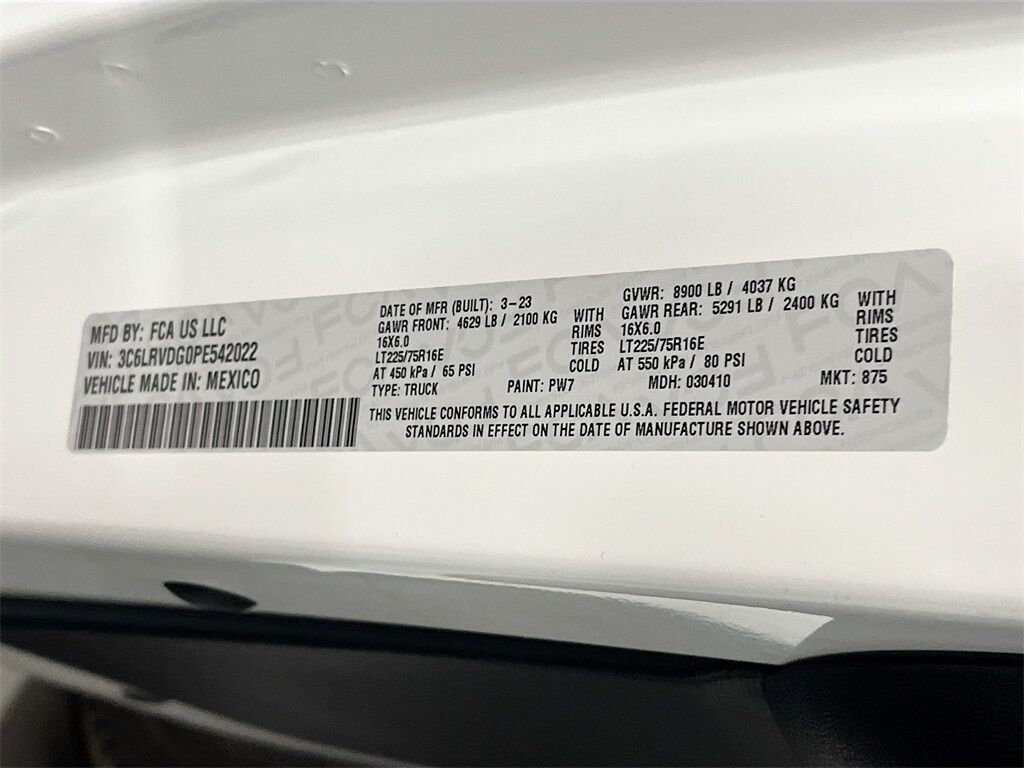 MFD BY: FCA US LLC
VIN: 3C6LRVDG0PE542022
VEHICLE MADE IN: MEXICO
DATE OF MFR (BUILT): 3-23
GAWR FRONT: 4629 LB / 2100 KG
16X6.0
LT225/75R16E
AT 450 kPa / 65 PSI
TYPE: TRUCK
WITH
RIMS
TIRES
COLD
PAINT: PW7
GVWR: 8900 LB / 4037 KG
GAWR REAR: 5291 LB / 2400 KG
16X6.0
LT225/75R16E
AT 550 kPa / 80 PSI
MDH: 030410
WITH
RIMS
TIRES
COLD
MKT: 875
THIS VEHICLE CONFORMS TO ALL APPLICABLE U.S.A. FEDERAL MOTOR VEHICLE SAFETY
STANDARDS IN EFFECT ON THE DATE OF MANUFACTURE SHOWN ABOVE.